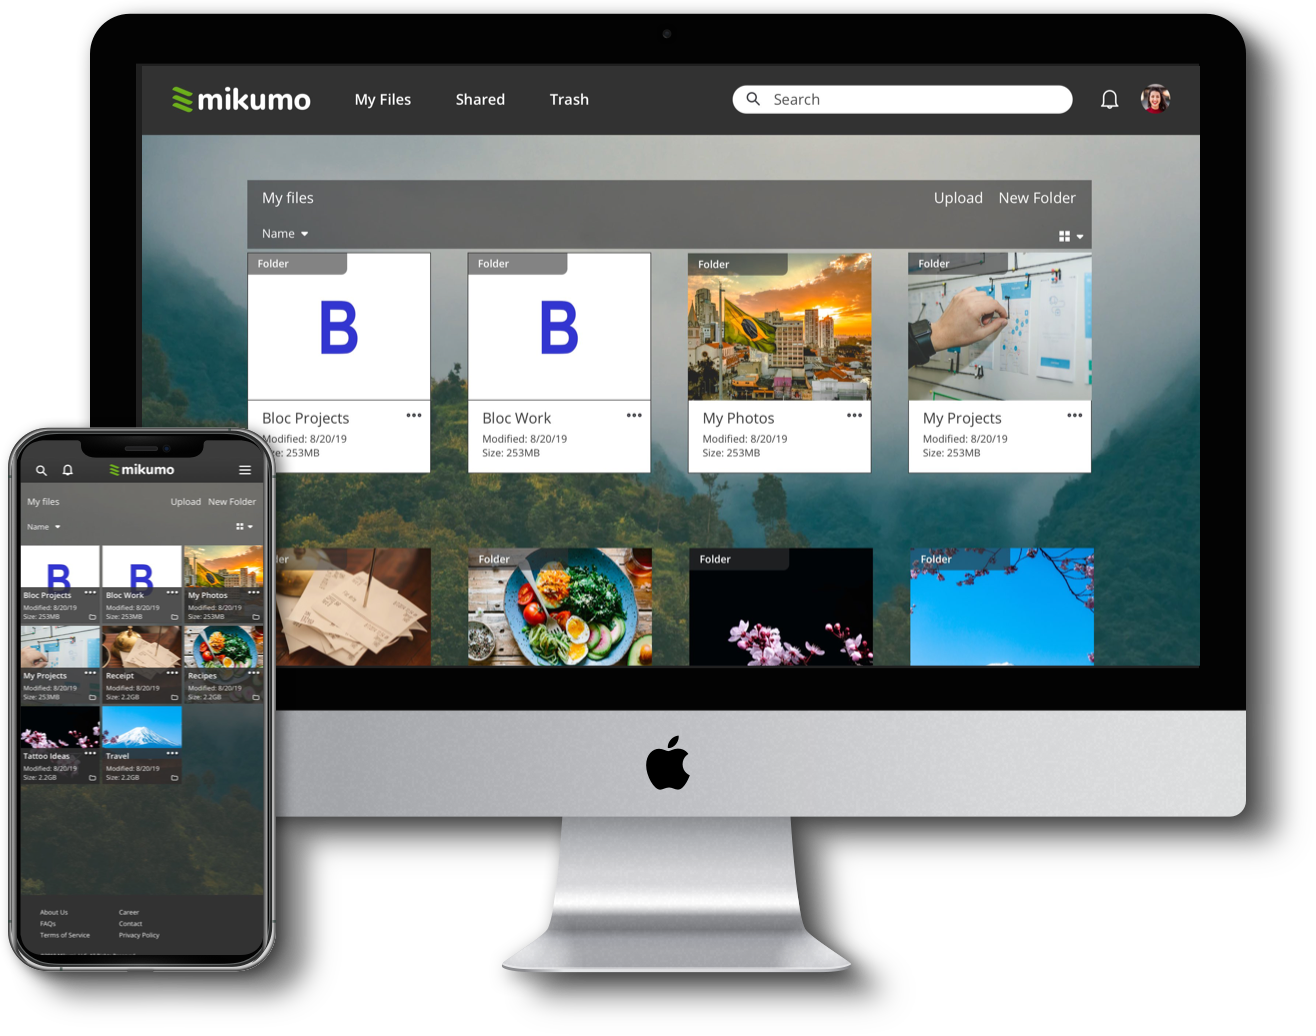 mikumo
My Files
Shared
Trash
Search
My files
Upload
New Folder
Name
Folder
Folder
Folder
Folder
B
B
Bloc Projects
Modified: 8/20/19
253MB
Bloc Work
Modified: 8/20/19
Size: 253MB
My Photos
Modified: 8/20/19
Size: 253MB
My Projects
Modified: 8/20/19
Size: 253MB
Folder
Folder
Folder
mikumo
My files
Upload
New Folder
Name
B
B
Bloc Projects
Modified: 8/20/19
Size: 253MB
Bloc Work
Modified: 8/20/19
Size: 253MB
My Photos
Modified: 8/20/19
Size: 253MB
My Projects
Modified: 8/20/19
Size: 253MB
Receipt
Modified: 8/20/19
Size: 2.2GB
Recipes
Modified: 8/20/19
Size: 2.2GB
Tattoo Ideas
Modified: 8/20/19
Size: 2.2GB
Travel
Modified: 8/20/19
Size: 2.2GB
About Us
Career
FAQs
Contact
Terms of Service
Privacy Policy